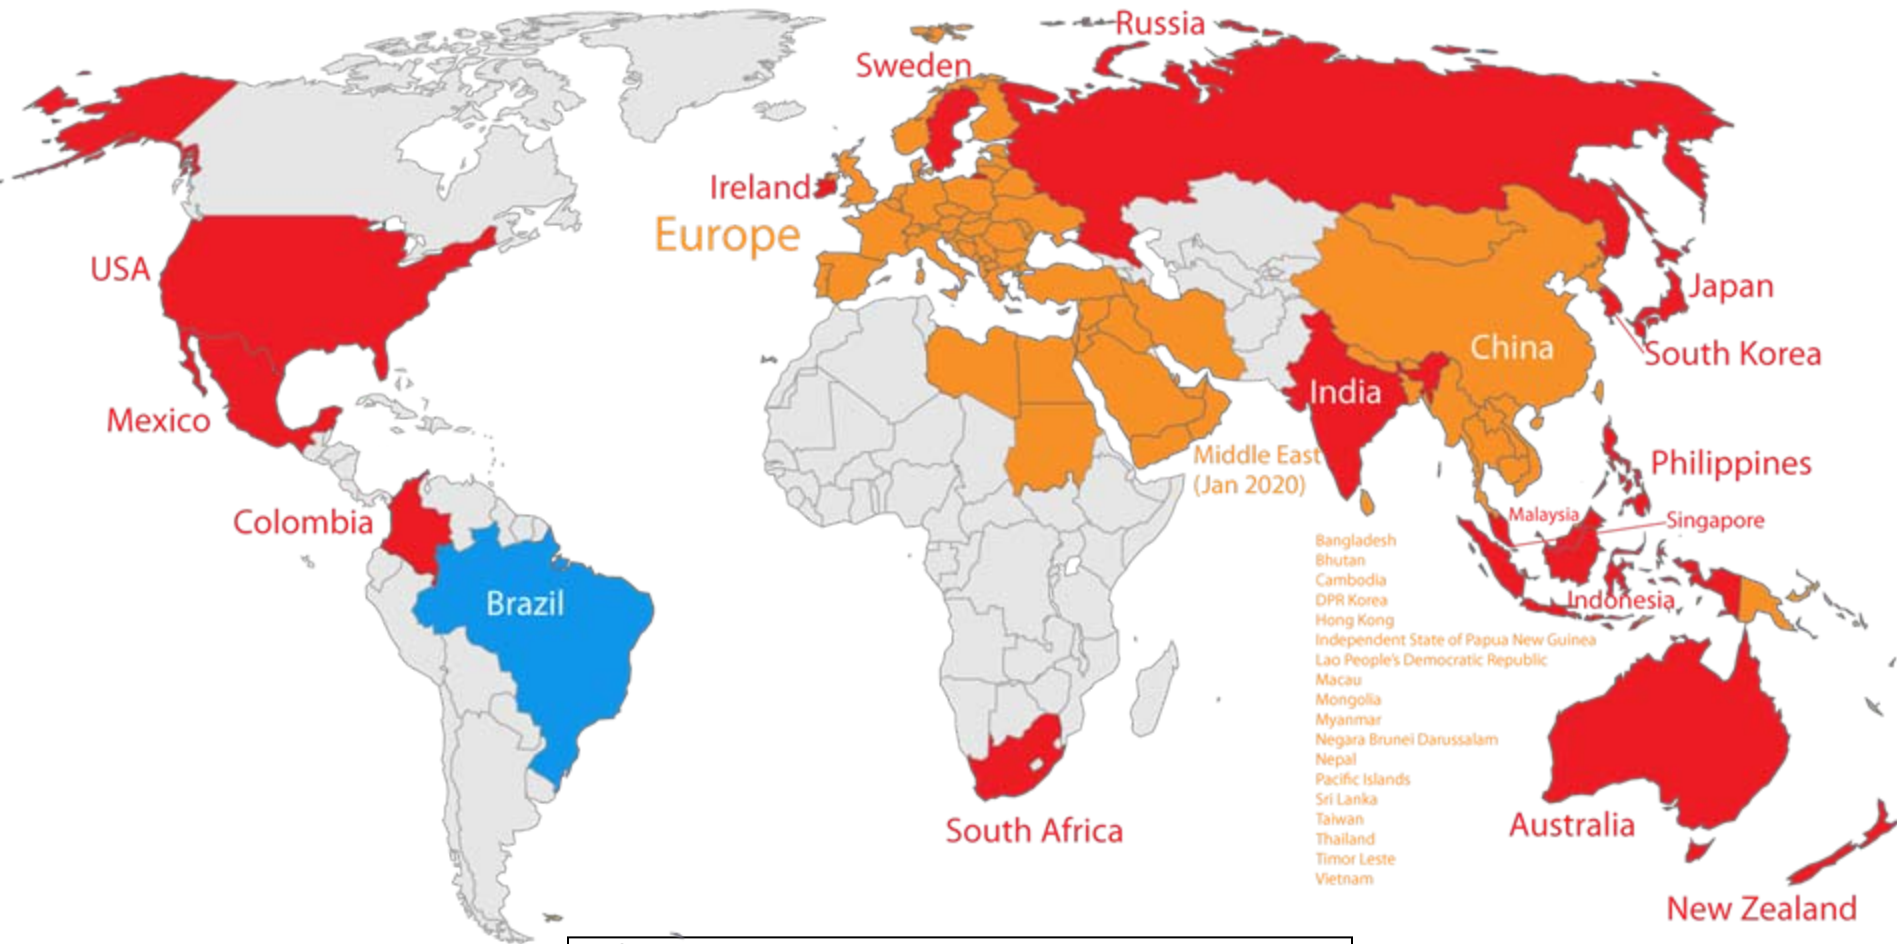 Russia
Sweden
Ireland
Europe
USA
Japan
China
South Korea
India
Mexico
Middle East
(Jan 2020)
Philippines
Colombia
Malaysia
Singapore
Bangladesh
Bhutan
Cambodia
DPR Korea
Hong Kong
Independent State of Papua New Guinea
Lao People's Democratic Republic
Macau
Mongolia
Myanmar
Negara Brunei Darussalam
Nepal
Pacific Islands
Sri Lanka
Taiwan
Thailand
Timor Leste
Vietnam
Brazil
Indonesia
South Africa
Australia
New Zealand